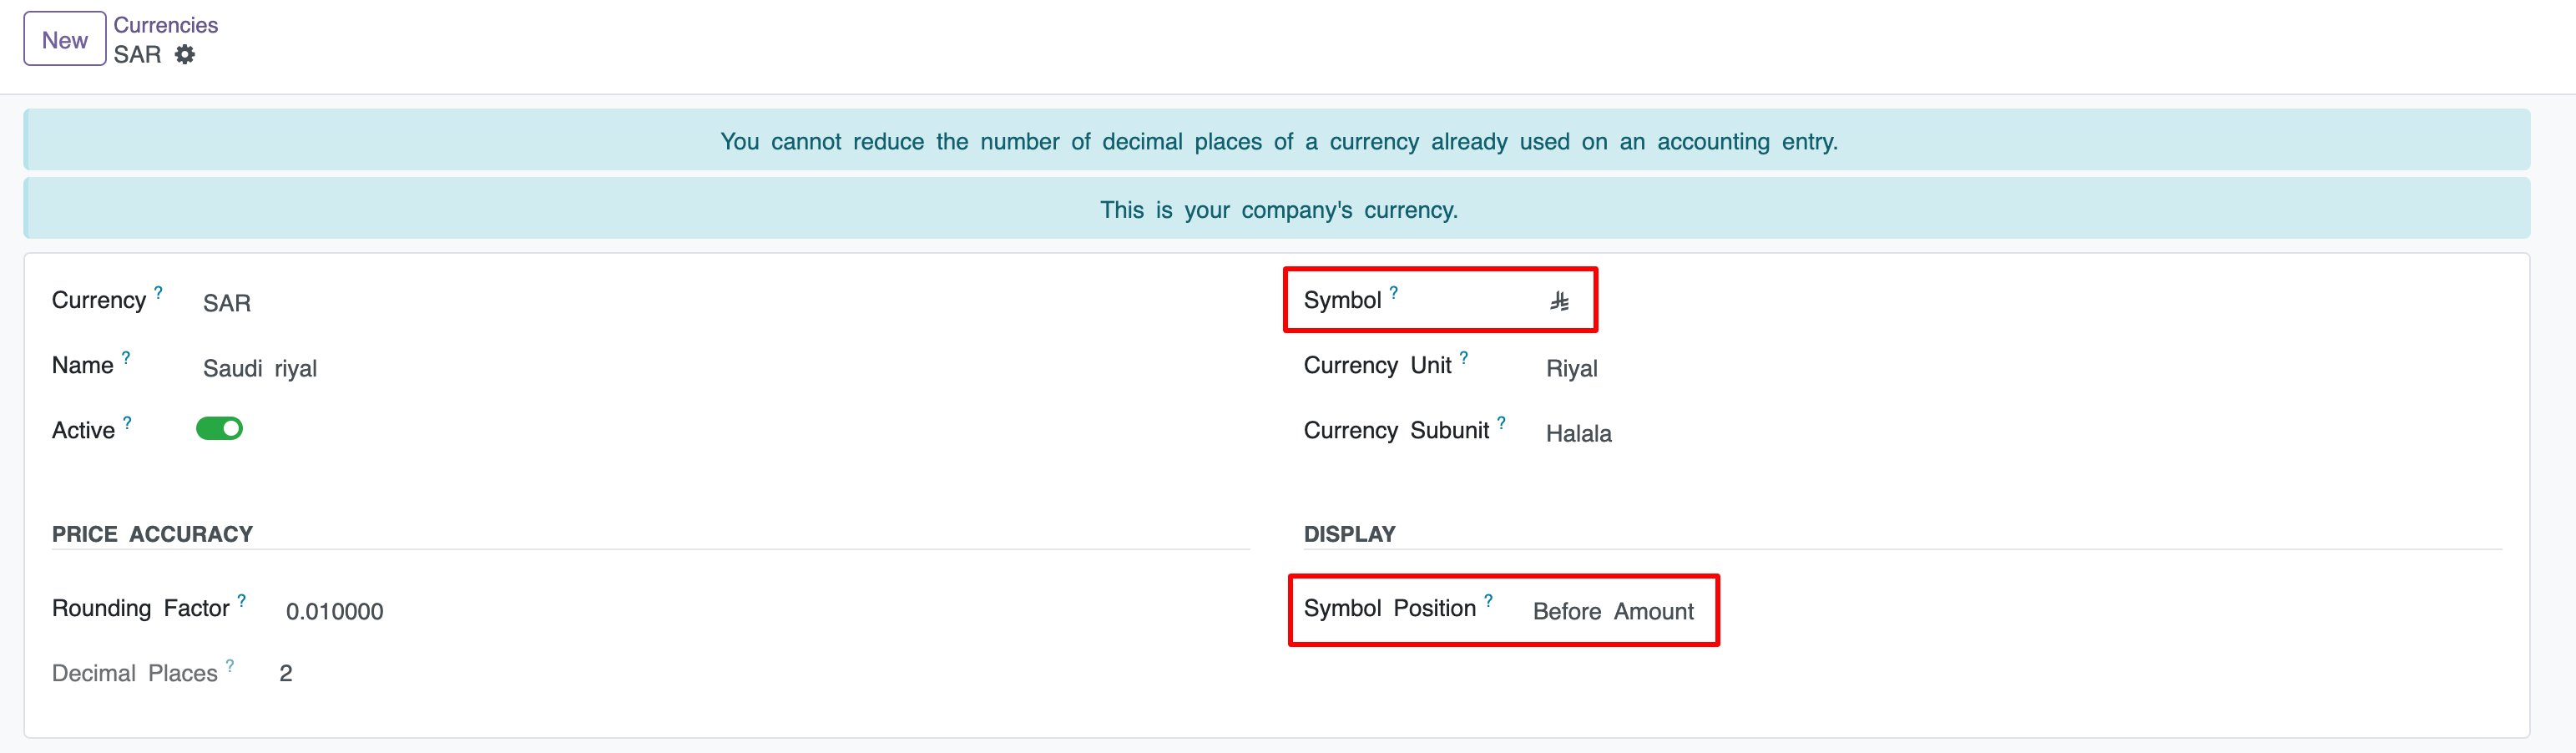 New
Currencies
SAR
You cannot reduce the number of decimal places of a currency already used on an accounting entry.
This is your company's currency.
Currency ? SAR
Symbol ? ⃁
Name ? Saudi riyal
Currency Unit ? Riyal
Active ?
Currency Subunit ? Halala
PRICE ACCURACY
DISPLAY
Rounding Factor ? 0.010000
Symbol Position ? Before Amount
Decimal Places ? 2